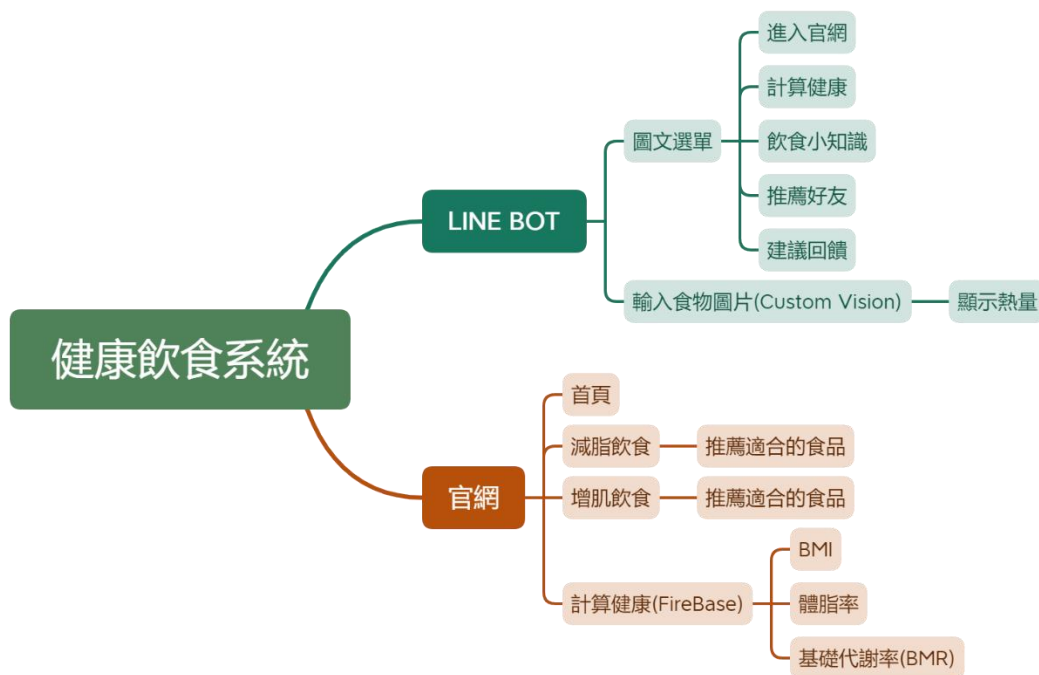 健康飲食系統
LINE BOT
圖文選單
進入官網
計算健康
飲食小知識
推薦好友
建議回饋
輸入食物圖片(Custom Vision)
顯示熱量
官網
首頁
減脂飲食
推薦適合的食品
增肌飲食
推薦適合的食品
計算健康(FireBase)
BMI
體脂率
基礎代謝率(BMR)